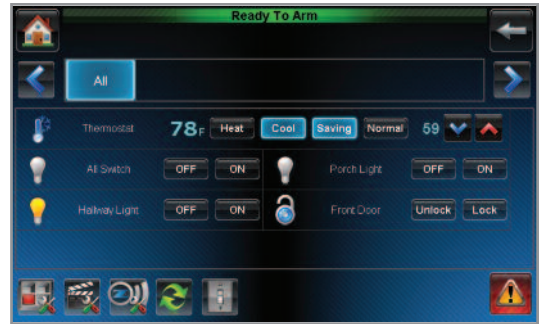 Ready To Arm
All
Thermostat 78F Heat Cool Saving Normal 59
All Switch OFF ON Porch Light OFF ON
Hallway Light OFF ON Front Door Unlock Lock